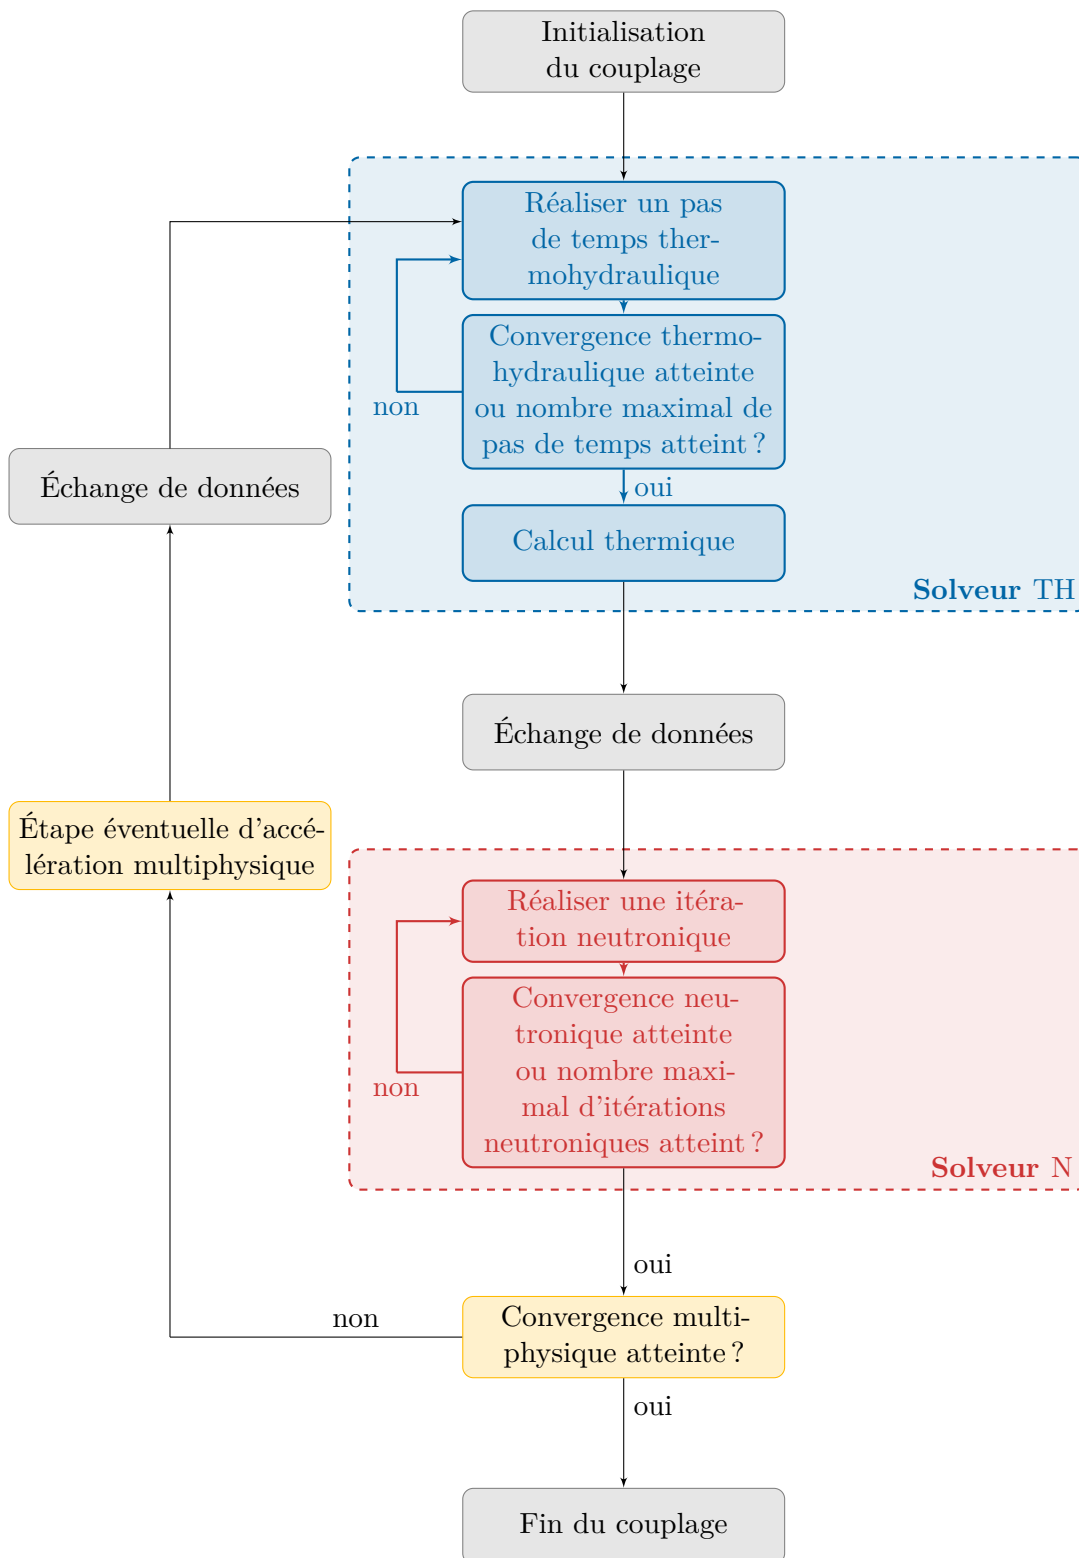 Initialisation
du couplage
Réaliser un pas
de temps ther-
mohydraulique
Convergence thermo-
hydraulique atteinte
ou nombre maximal de
pas de temps atteint ?
non
oui
Échange de données
Calcul thermique
Solveur TH
Échange de données
Étape éventuelle d'accé-
lération multiphysique
Réaliser une itéra-
tion neutronique
Convergence neu-
tronique atteinte
ou nombre maxi-
mal d'itérations
neutroniques atteint ?
non
Solveur N
oui
non
Convergence multi-
physique atteinte ?
oui
Fin du couplage